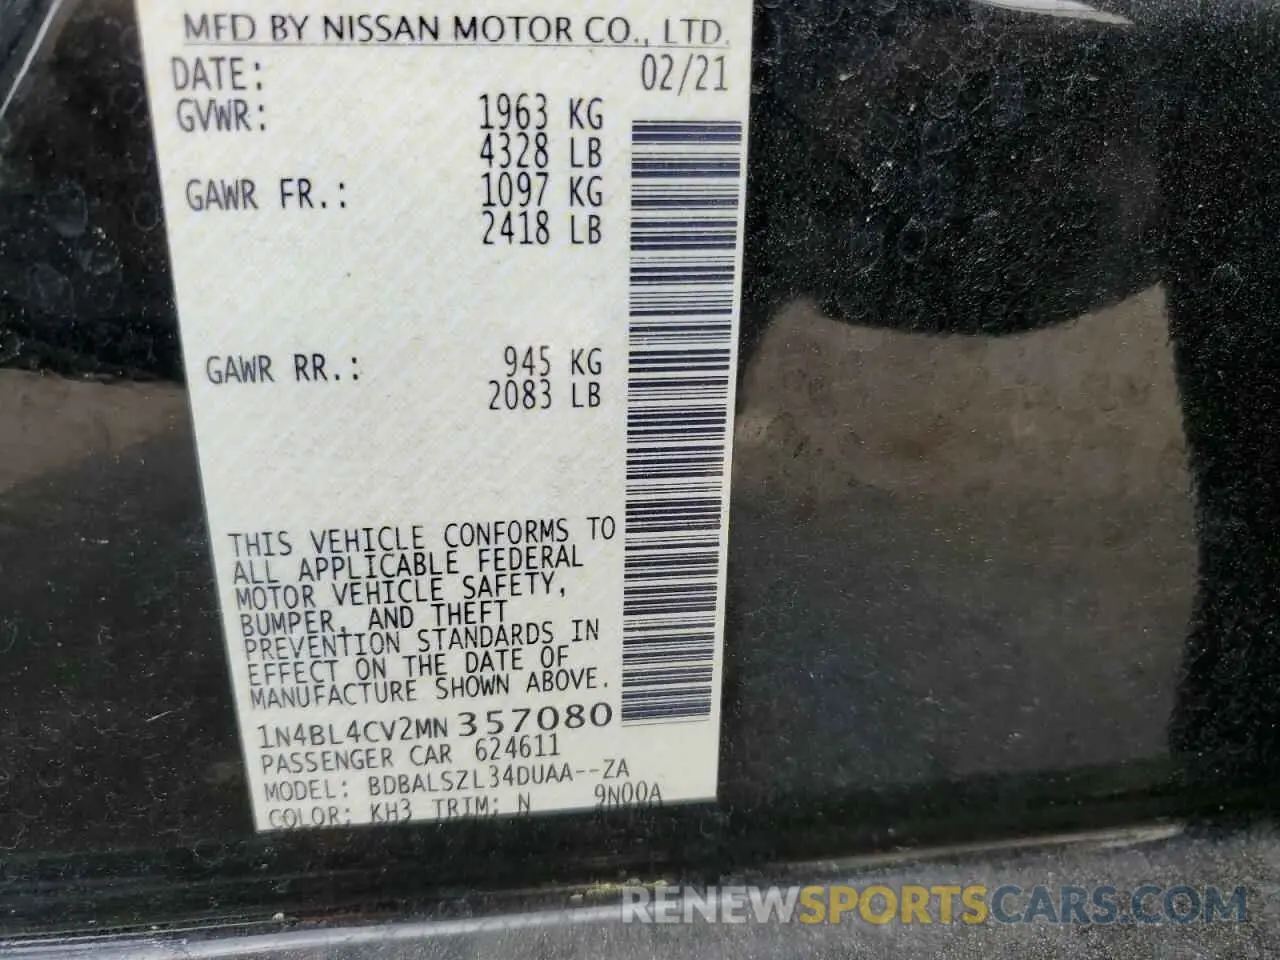 MFD BY NISSAN MOTOR CO., LTD.
DATE: 02/21
GVWR: 1963 KG
4328 LB
GAWR FR.: 1097 KG
2418 LB
GAWR RR.: 945 KG
2083 LB
THIS VEHICLE CONFORMS TO
ALL APPLICABLE FEDERAL
MOTOR VEHICLE SAFETY,
BUMPER, AND THEFT
PREVENTION STANDARDS IN
EFFECT ON THE DATE OF
MANUFACTURE SHOWN ABOVE.
1N4BL4CV2MN357080
PASSENGER CAR 624611
MODEL: BDBALSZL34DUAA--ZA
COLOR: KH3 TRIM: N 9N00A
RENEWSPORTSCARS.COM